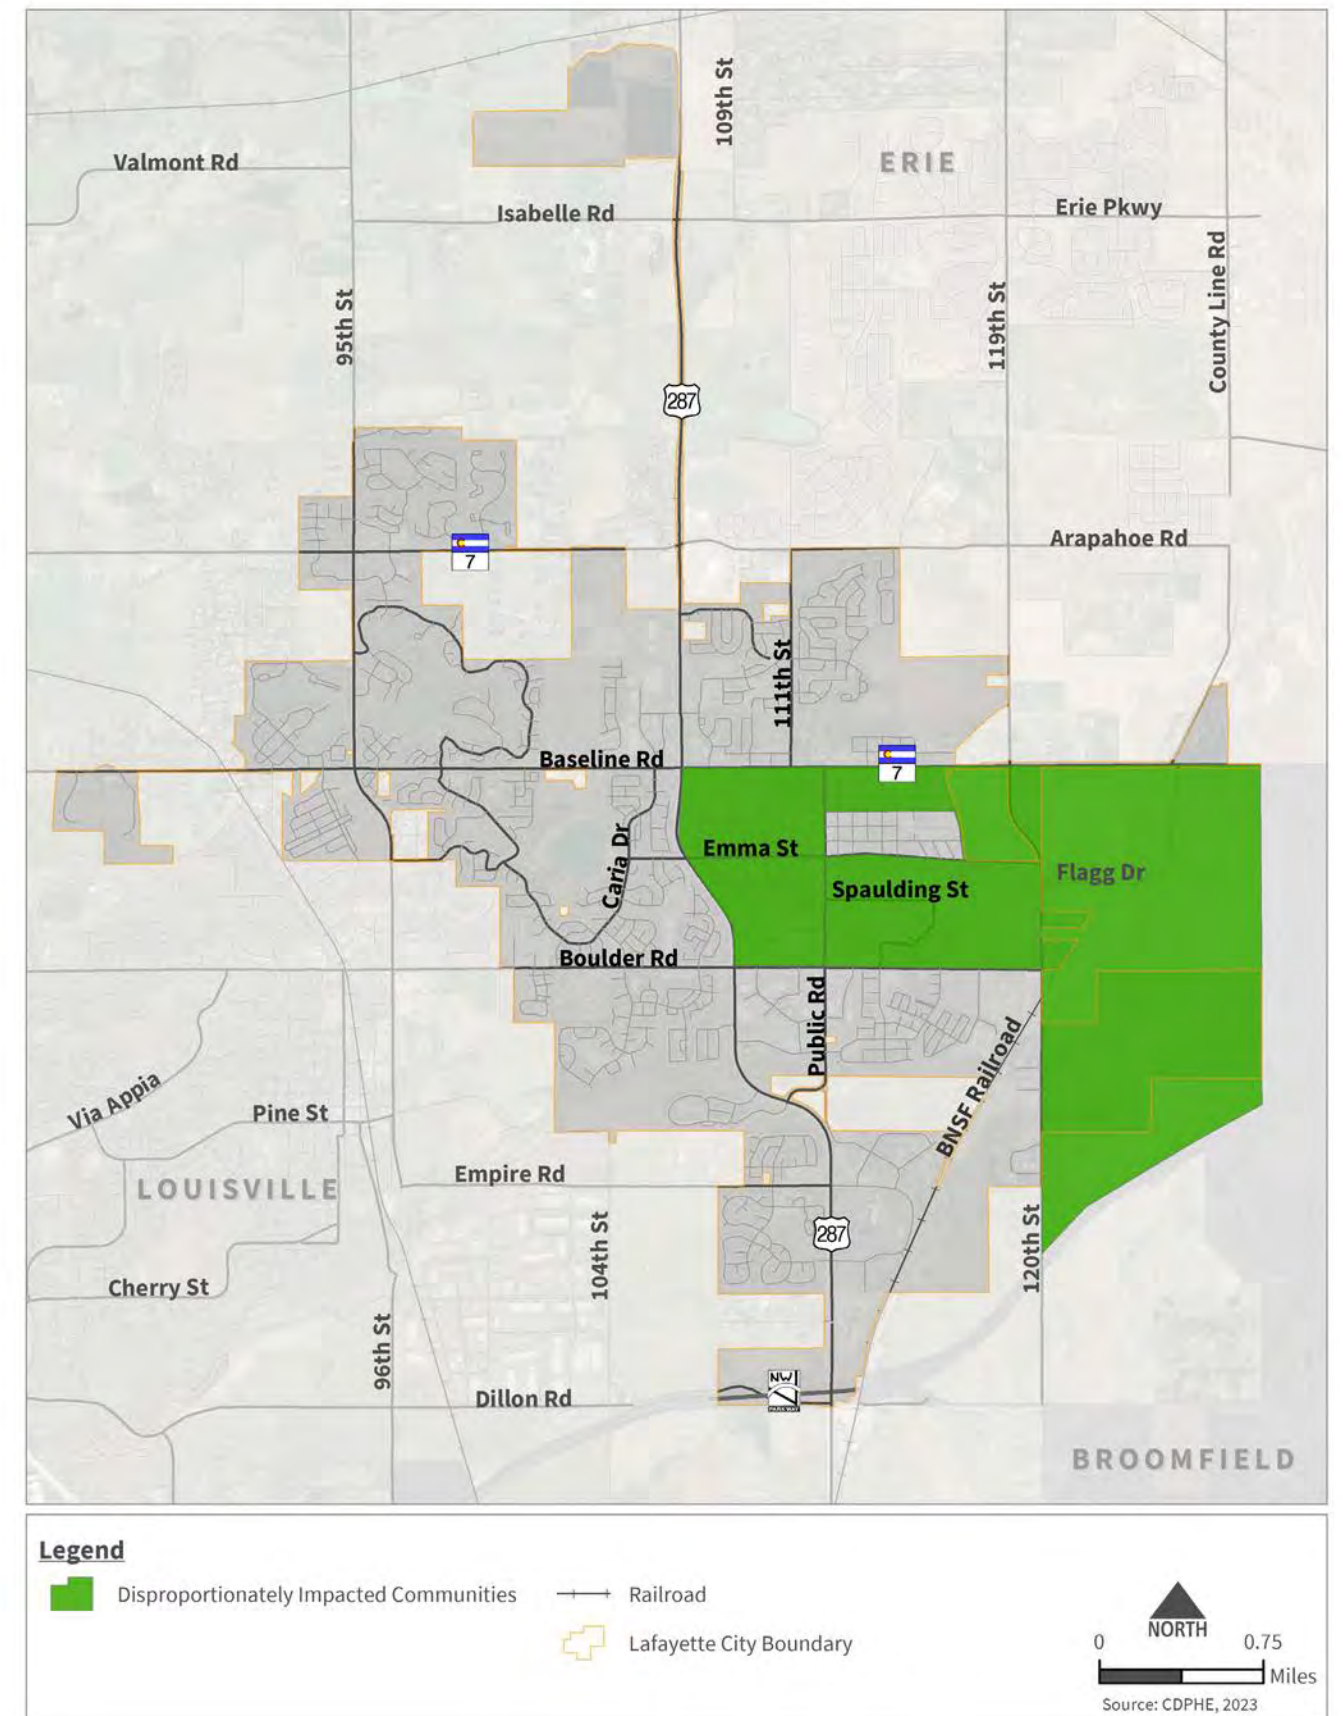 109th St
ERIE
Valmont Rd
Isabelle Rd
Erie Pkwy
County Line Rd
95th St
119th St
287
Arapahoe Rd
7
111th St
Baseline Rd
7
Caria Dr
Emma St
Flagg Dr
Spaulding St
Boulder Rd
Public Rd
BNSF Railroad
Via Appia
Pine St
Empire Rd
LOUISVILLE
104th St
287
120th St
Cherry St
96th St
NW
PARKWAY
Dillon Rd
BROOMFIELD
Legend
Disproportionately Impacted Communities
Railroad
Lafayette City Boundary
NORTH
0 0.75
Miles
Source: CDPHE, 2023